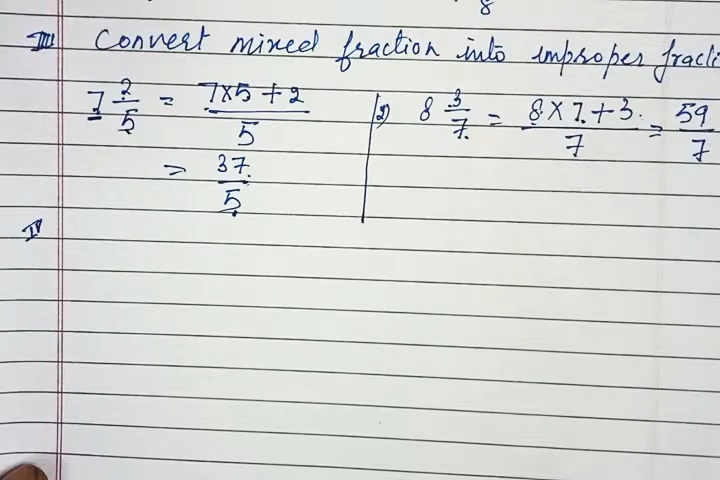 8
III Convert mixed fraction into improper fracti
7 2/5 = 7×5+2/5
= 37/5
2) 8 3/7 = 8×7+3/7 = 59/7
IV